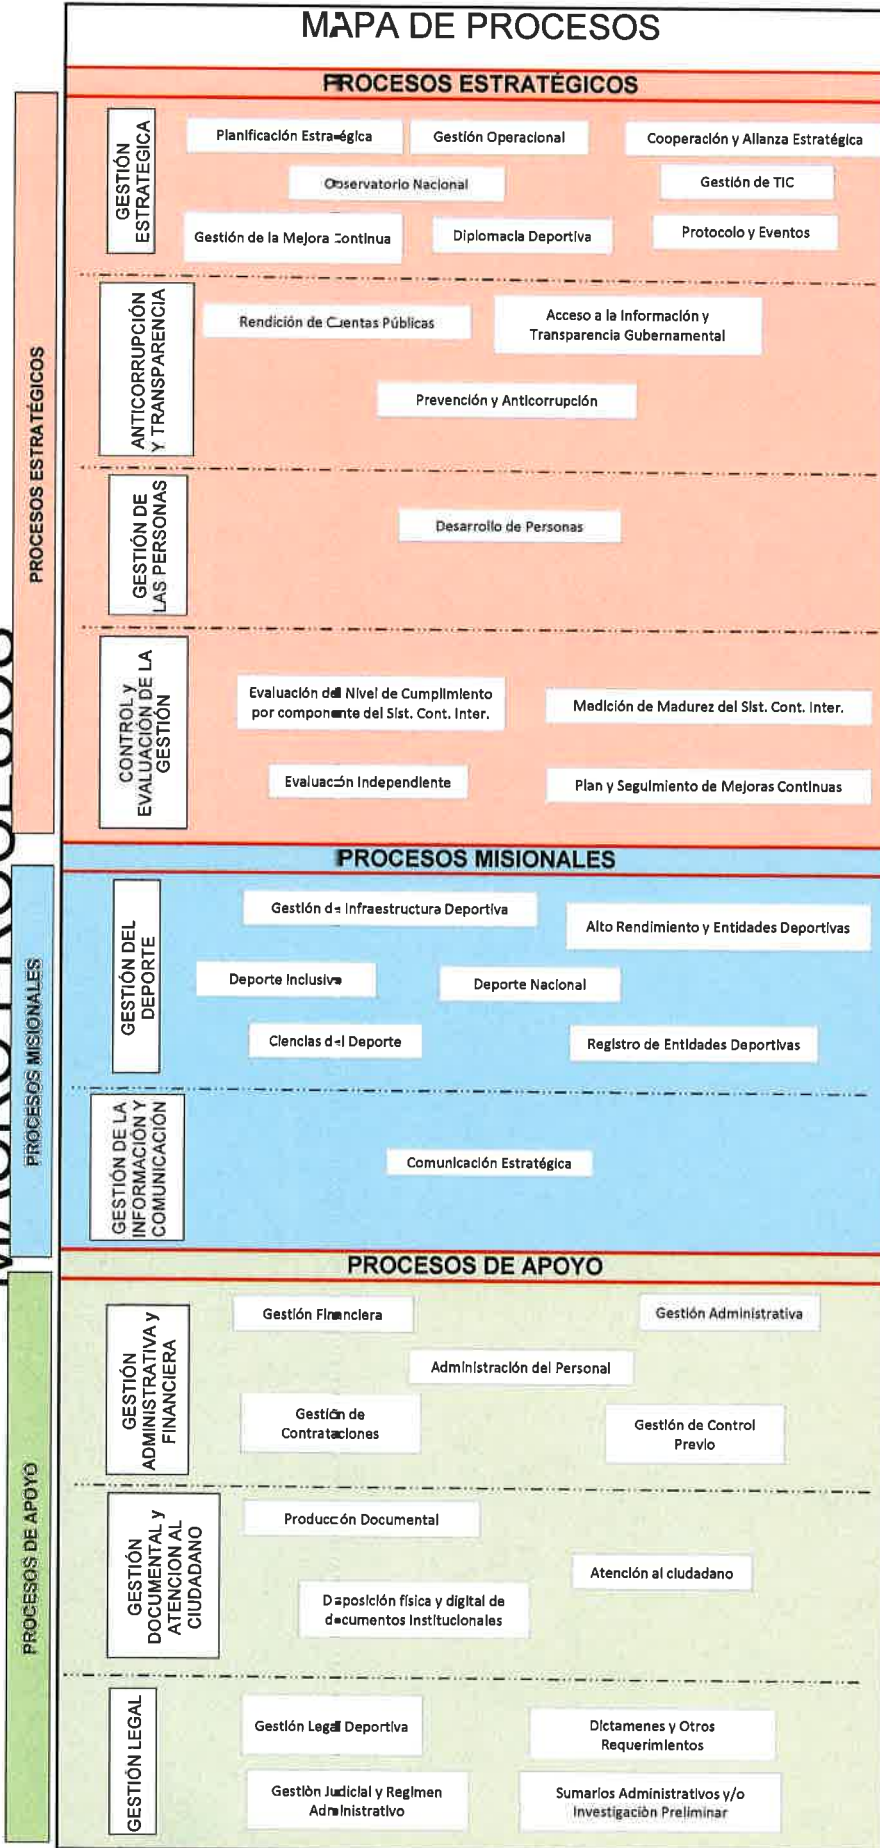 MAPA DE PROCESOS
PROCESOS ESTRATÉGICOS
PROCESOS ESTRATÉGICOS
GESTIÓN
ESTRATEGICA
Planificación Estratégica
Gestión Operacional
Cooperación y Alianza Estratégica
Observatorio Nacional
Gestión de TIC
Gestión de la Mejora Continua
Diplomacia Deportiva
Protocolo y Eventos
ANTICORRUPCIÓN
Y TRANSPARENCIA
Rendición de Cuentas Públicas
Acceso a la Información y
Transparencia Gubernamental
Prevención y Anticorrupción
GESTIÓN DE
LAS PERSONAS
Desarrollo de Personas
CONTROL y
EVALUACIÓN DE LA
GESTIÓN
Evaluación del Nivel de Cumplimiento
por componente del Sist. Cont. Inter.
Medición de Madurez del Sist. Cont. Inter.
Evaluación Independiente
Plan y Seguimiento de Mejoras Continuas
PROCESOS MISIONALES
PROCESOS MISIONALES
GESTIÓN DEL
DEPORTE
Gestión de Infraestructura Deportiva
Alto Rendimiento y Entidades Deportivas
Deporte Inclusivo
Deporte Nacional
Ciencias del Deporte
Registro de Entidades Deportivas
GESTIÓN DE LA
INFORMACIÓN Y
COMUNICACIÓN
Comunicación Estratégica
PROCESOS DE APOYO
PROCESOS DE APOYO
GESTIÓN
ADMINISTRATIVA y
FINANCIERA
Gestión Financiera
Gestión Administrativa
Administración del Personal
Gestión de
Contrataciones
Gestión de Control
Previo
GESTIÓN
DOCUMENTAL y
ATENCION AL
CIUDADANO
Producción Documental
Atención al ciudadano
Disposición física y digital de
documentos Institucionales
GESTIÓN LEGAL
Gestión Legal Deportiva
Dictamenes y Otros
Requerimientos
Gestiòn Judicial y Regimen
Administrativo
Sumarios Administrativos y/o
Investigaciòn Preliminar